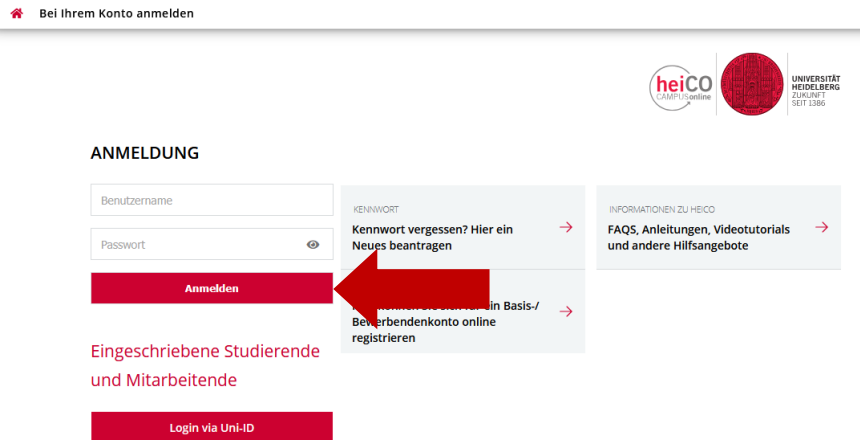 Bei Ihrem Konto anmelden
heiCO
CAMPUSonline
UNIVERSITÄT
HEIDELBERG
ZUKUNFT
SEIT 1386
ANMELDUNG
Benutzername
Passwort
Anmelden
Eingeschriebene Studierende
und Mitarbeitende
Login via Uni-ID
KENNWORT
Kennwort vergessen? Hier ein
Neues beantragen
ein Basis-/
Bewerbendenkonto online
registrieren
INFORMATIONEN ZU HEICO
FAQS, Anleitungen, Videotutorials
und andere Hilfsangebote